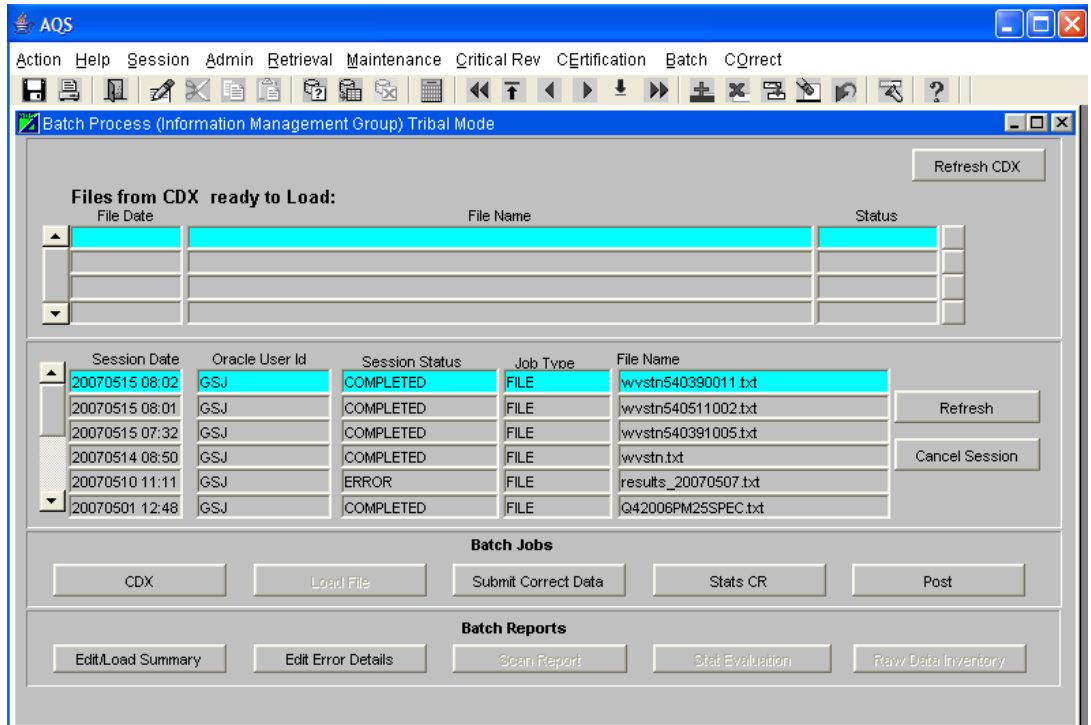 AQS
Action Help Session Admin Retrieval Maintenance Critical Rev CErtification Batch COrrect
Batch Process (Information Management Group) Tribal Mode
Refresh CDX
Files from CDX ready to Load:
File Date File Name Status
Session Date Oracle User Id Session Status Job Type File Name
20070515 08:02 GSJ COMPLETED FILE wvstn540390011.txt
20070515 08:01 GSJ COMPLETED FILE wvstn540511002.txt
Refresh
20070515 07:32 GSJ COMPLETED FILE wvstn540391005.txt
20070514 08:50 GSJ COMPLETED FILE wvstn.txt
Cancel Session
20070510 11:11 GSJ ERROR FILE results_20070507.txt
20070501 12:48 GSJ COMPLETED FILE Q42006PM25SPEC.txt
Batch Jobs
CDX Load File Submit Correct Data Stats CR Post
Batch Reports
Edit/Load Summary Edit Error Details Scan Report Stat Evaluation Raw Data Inventory